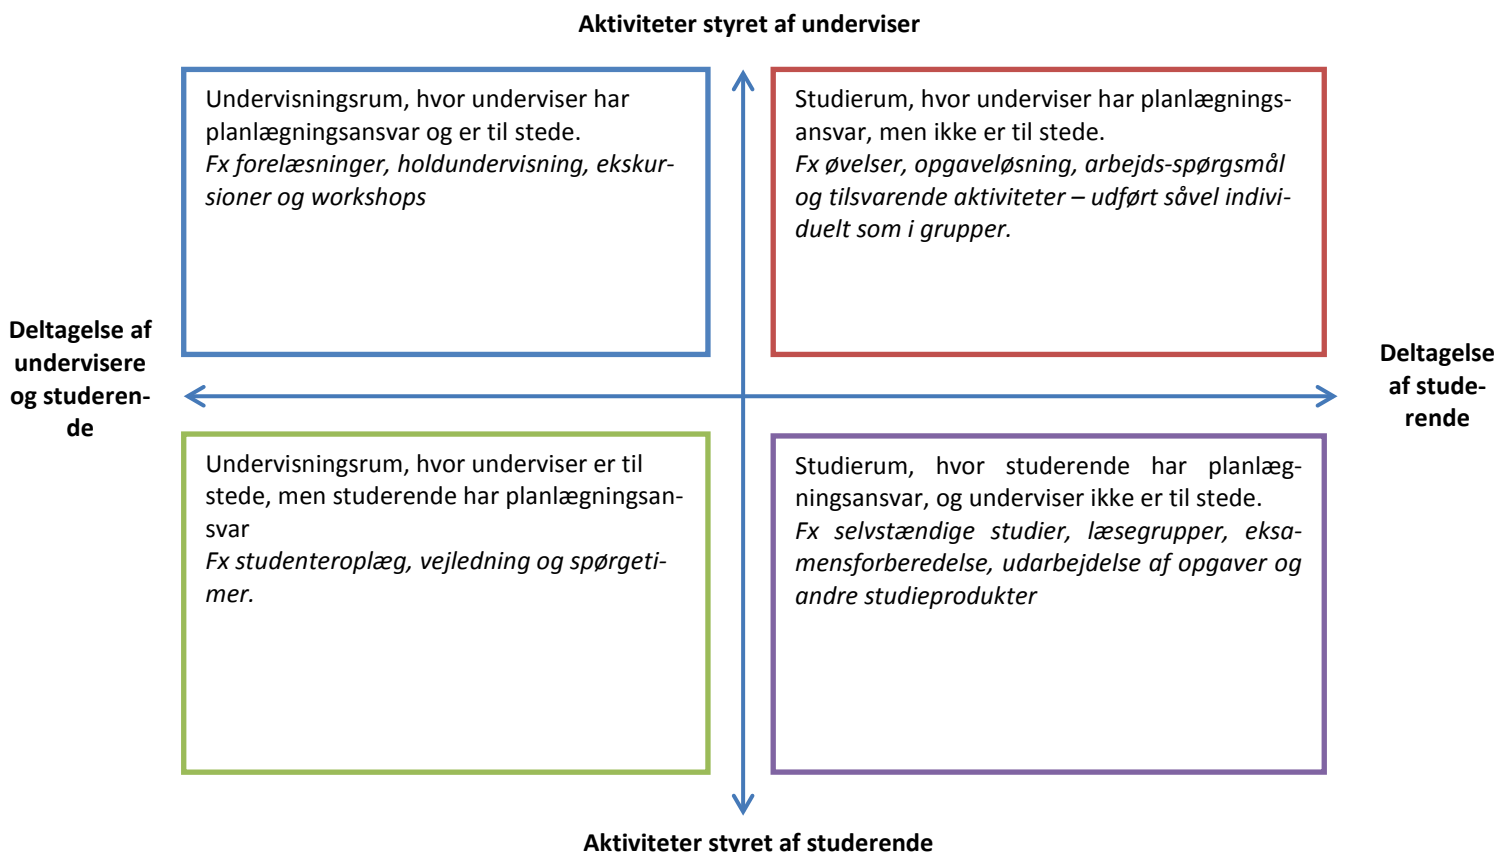 Aktiviteter styret af underviser
Undervisningsrum, hvor underviser har
planlægningsansvar og er til stede.
Fx forelæsninger, holdundervisning, ekskur-
sioner og workshops
Studierum, hvor underviser har planlægnings-
ansvar, men ikke er til stede.
Fx øvelser, opgaveløsning, arbejds-spørgsmål
og tilsvarende aktiviteter – udført såvel indivi-
duelt som i grupper.
Deltagelse af
undervisere
og studeren-
de
Deltagelse
af stude-
rende
Undervisningsrum, hvor underviser er til
stede, men studerende har planlægningsan-
svar
Fx studenteroplæg, vejledning og spørgeti-
mer.
Studierum, hvor studerende har planlæg-
ningsansvar, og underviser ikke er til stede.
Fx selvstændige studier, læsegrupper, eksa-
mensforberedelse, udarbejdelse af opgaver og
andre studieprodukter
Aktiviteter styret af studerende